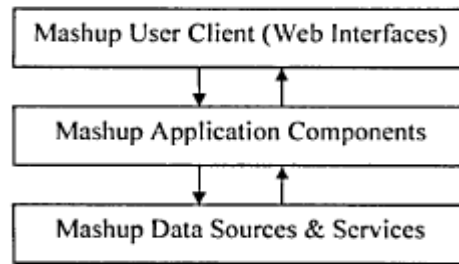 Mashup User Client (Web Interfaces)
Mashup Application Components
Mashup Data Sources & Services